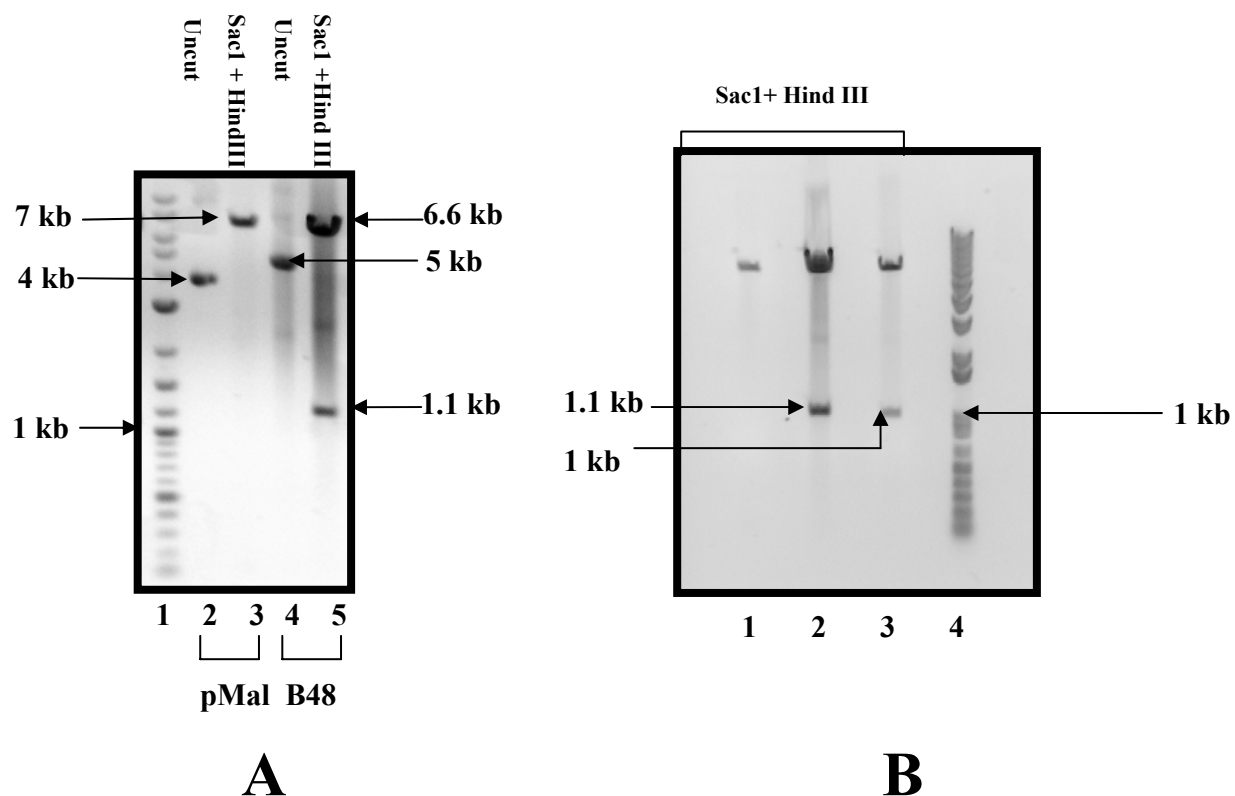 Uncut
Sac1 + HindIII
Uncut
Sac1 +Hind III
7 kb
4 kb
1 kb
6.6 kb
5 kb
1.1 kb
1 2 3 4 5
pMal B48
A
Sac1+ Hind III
1.1 kb
1 kb
1 kb
1 2 3 4
B